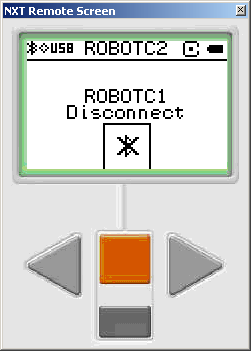 NXT Remote Screen
USB ROBOTC2
ROBOTC1
Disconnect